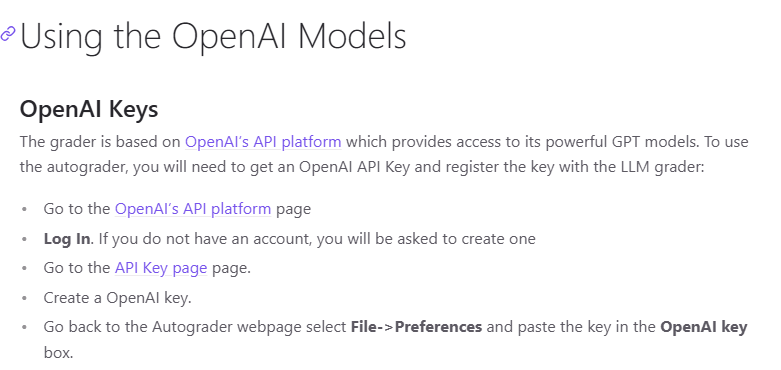 Using the OpenAI Models
OpenAI Keys
The grader is based on OpenAI's API platform which provides access to its powerful GPT models. To use
the autograder, you will need to get an OpenAI API Key and register the key with the LLM grader:
• Go to the OpenAI's API platform page
• Log In. If you do not have an account, you will be asked to create one
• Go to the API Key page page.
• Create a OpenAI key.
• Go back to the Autograder webpage select File->Preferences and paste the key in the OpenAI key
box.